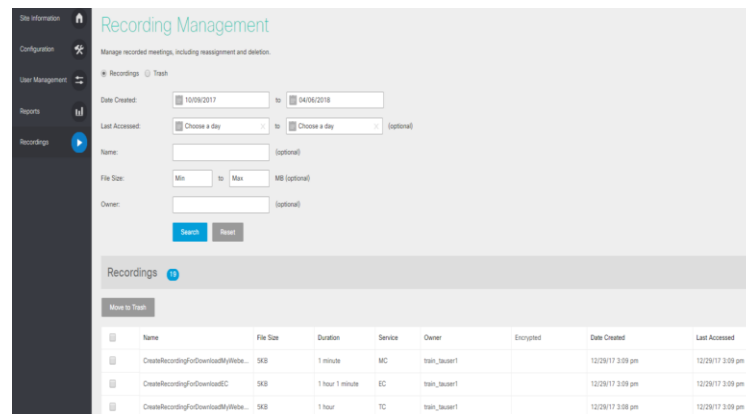 Site Information
Configuration
User Management
Reports
Recordings
Recording Management
Manage recorded meetings, including reassignment and deletion.
Recordings Trash
Date Created: 10/09/2017 to 04/06/2018
Last Accessed: Choose a day x to Choose a day x (optional)
Name: (optional)
File Size: Min to Max MB (optional)
Owner: (optional)
Search Reset
Recordings 15
Move to Trash
Name File Size Duration Service Owner Encrypted Date Created Last Accessed
CreateRecordingForDownloadMyWebe... 5KB 1 minute MC train_tauser1 12/29/17 3:09 pm 12/29/17 3:09 pm
CreateRecordingForDownloadEC 5KB 1 hour 1 minute EC train_tauser1 12/29/17 3:09 pm 12/29/17 3:09 pm
CreateRecordingForDownloadMyWebe... 5KB 1 hour TC train_tauser1 12/29/17 3:08 pm 12/29/17 3:09 pm